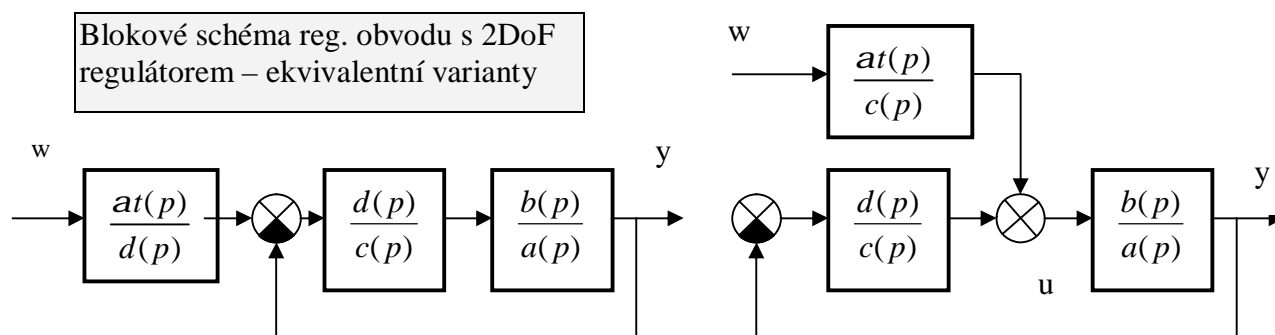 Blokové schéma reg. obvodu s 2DoF
regulátorem – ekvivalentní varianty
w
at(p)
d(p)
d(p)
c(p)
b(p)
a(p)
y
w
at(p)
c(p)
d(p)
c(p)
u
b(p)
a(p)
y